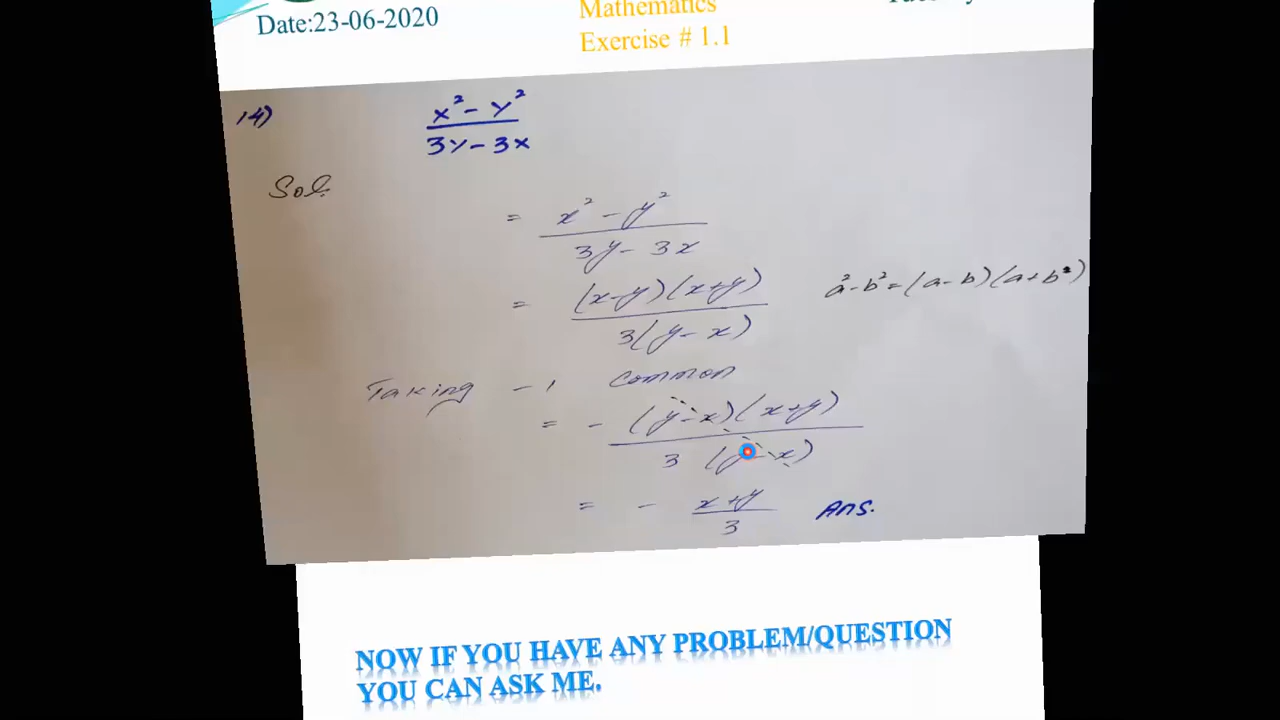 Date:23-06-2020
Mathematics
Exercise # 1.1
14) x² - y² / 3y - 3x
Sol.
= x² - y² / 3y - 3x
= (x-y)(x+y) / 3(y-x) a²-b²=(a-b)(a+b²)
Taking -1 common
= - (y-x)(x+y) / 3 (y-x)
= - x+y / 3 Ans.
NOW IF YOU HAVE ANY PROBLEM/QUESTION
YOU CAN ASK ME.